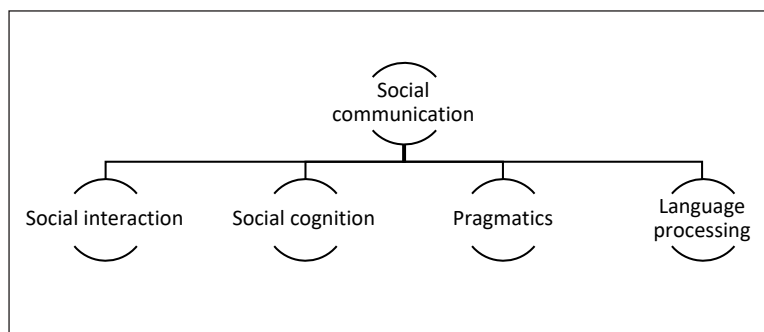 Social
communication
Social interaction
Social cognition
Pragmatics
Language
processing